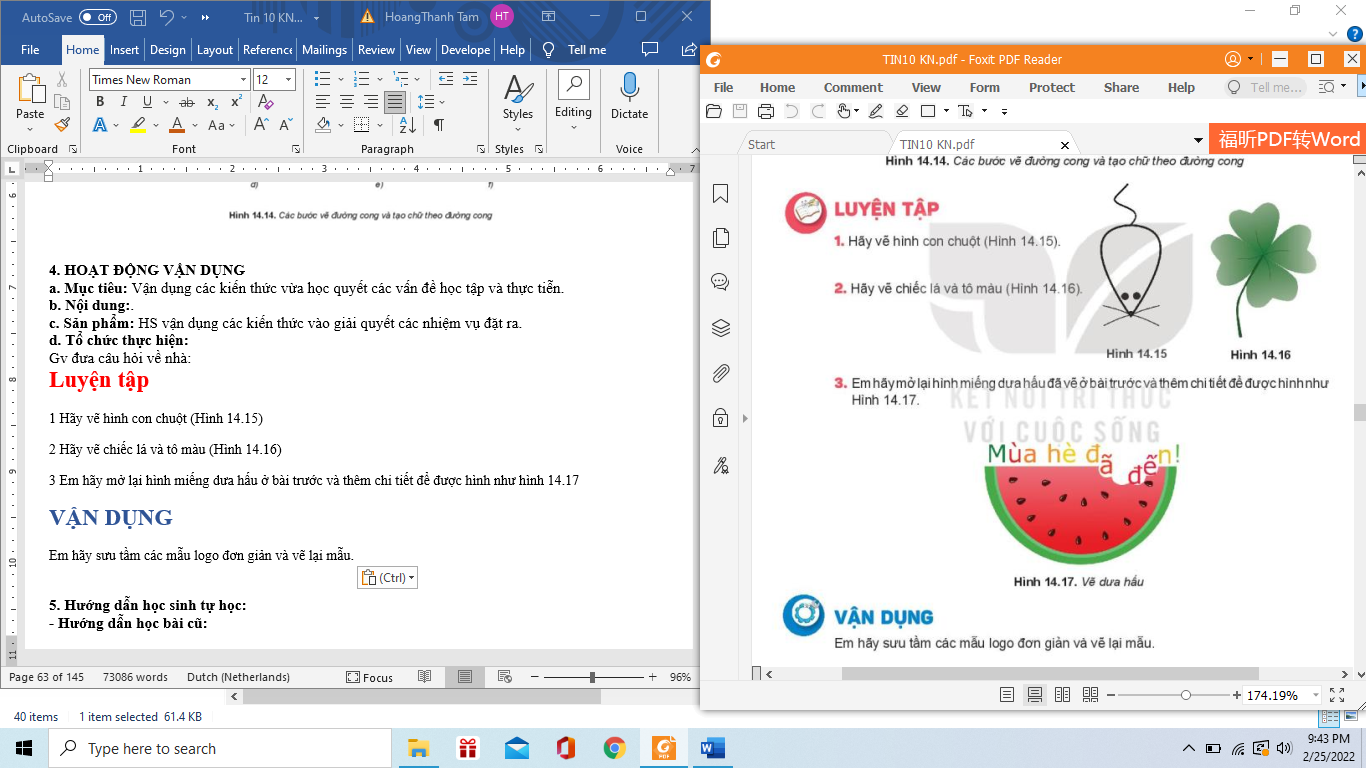 AutoSave Off Tin 10 KN... HoangThanh Tam HT
File Home Insert Design Layout Reference Mailings Review View Develope Help Tell me
Times New Roman 12
Paste
Styles
Editing
Dictate
Clipboard Font Paragraph Styles Voice
d) e) f)
Hình 14.14. Các bước vẽ đường cong và tạo chữ theo đường cong
4. HOẠT ĐỘNG VẬN DỤNG
a. Mục tiêu: Vận dụng các kiến thức vừa học quyết các vấn đề học tập và thực tiễn.
b. Nội dung:.
c. Sản phẩm: HS vận dụng các kiến thức vào giải quyết các nhiệm vụ đặt ra.
d. Tổ chức thực hiện:
Gv đưa câu hỏi về nhà:
Luyện tập
1 Hãy vẽ hình con chuột (Hình 14.15)
2 Hãy vẽ chiếc lá và tô màu (Hình 14.16)
3 Em hãy mở lại hình miếng dưa hấu ở bài trước và thêm chi tiết để được hình như hình 14.17
VẬN DỤNG
Em hãy sưu tầm các mẫu logo đơn giản và vẽ lại mẫu.
(Ctrl)
5. Hướng dẫn học sinh tự học:
- Hướng dẫn học bài cũ:
Page 63 of 145 73086 words Dutch (Netherlands) Focus 96%
40 items 1 item selected 61.4 KB
TIN10 KN.pdf - Foxit PDF Reader
File Home Comment View Form Protect Share Help Tell me...
Start TIN10 KN.pdf 福昕PDF转Word
Hình 14.14. Các bước vẽ đường cong và tạo chữ theo đường cong
LUYỆN TẬP
1. Hãy vẽ hình con chuột (Hình 14.15).
2. Hãy vẽ chiếc lá và tô màu (Hình 14.16).
Hình 14.15 Hình 14.16
3. Em hãy mở lại hình miếng dưa hấu đã vẽ ở bài trước và thêm chi tiết để được hình như
Hình 14.17.
KẾT NỐI TRI THỨC
VỚI CUỘC SỐNG
Mùa hè đã đến!
Hình 14.17. Vẽ dưa hấu
VẬN DỤNG
Em hãy sưu tầm các mẫu logo đơn giản và vẽ lại mẫu.
174.19%
Type here to search
9:43 PM
2/25/2022